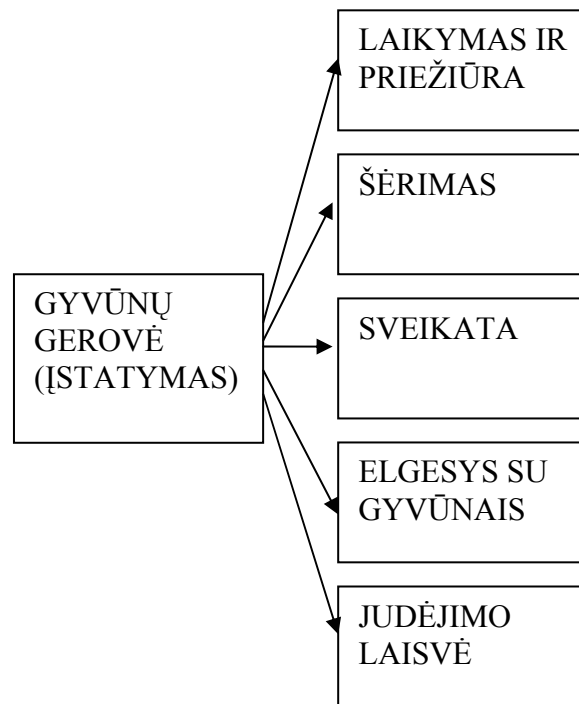 LAIKYMAS IR
PRIEŽIŪRA
ŠĖRIMAS
GYVŪNŲ
GEROVĖ
(ĮSTATYMAS)
SVEIKATA
ELGESYS SU
GYVŪNAIS
JUDĖJIMO
LAISVĖ